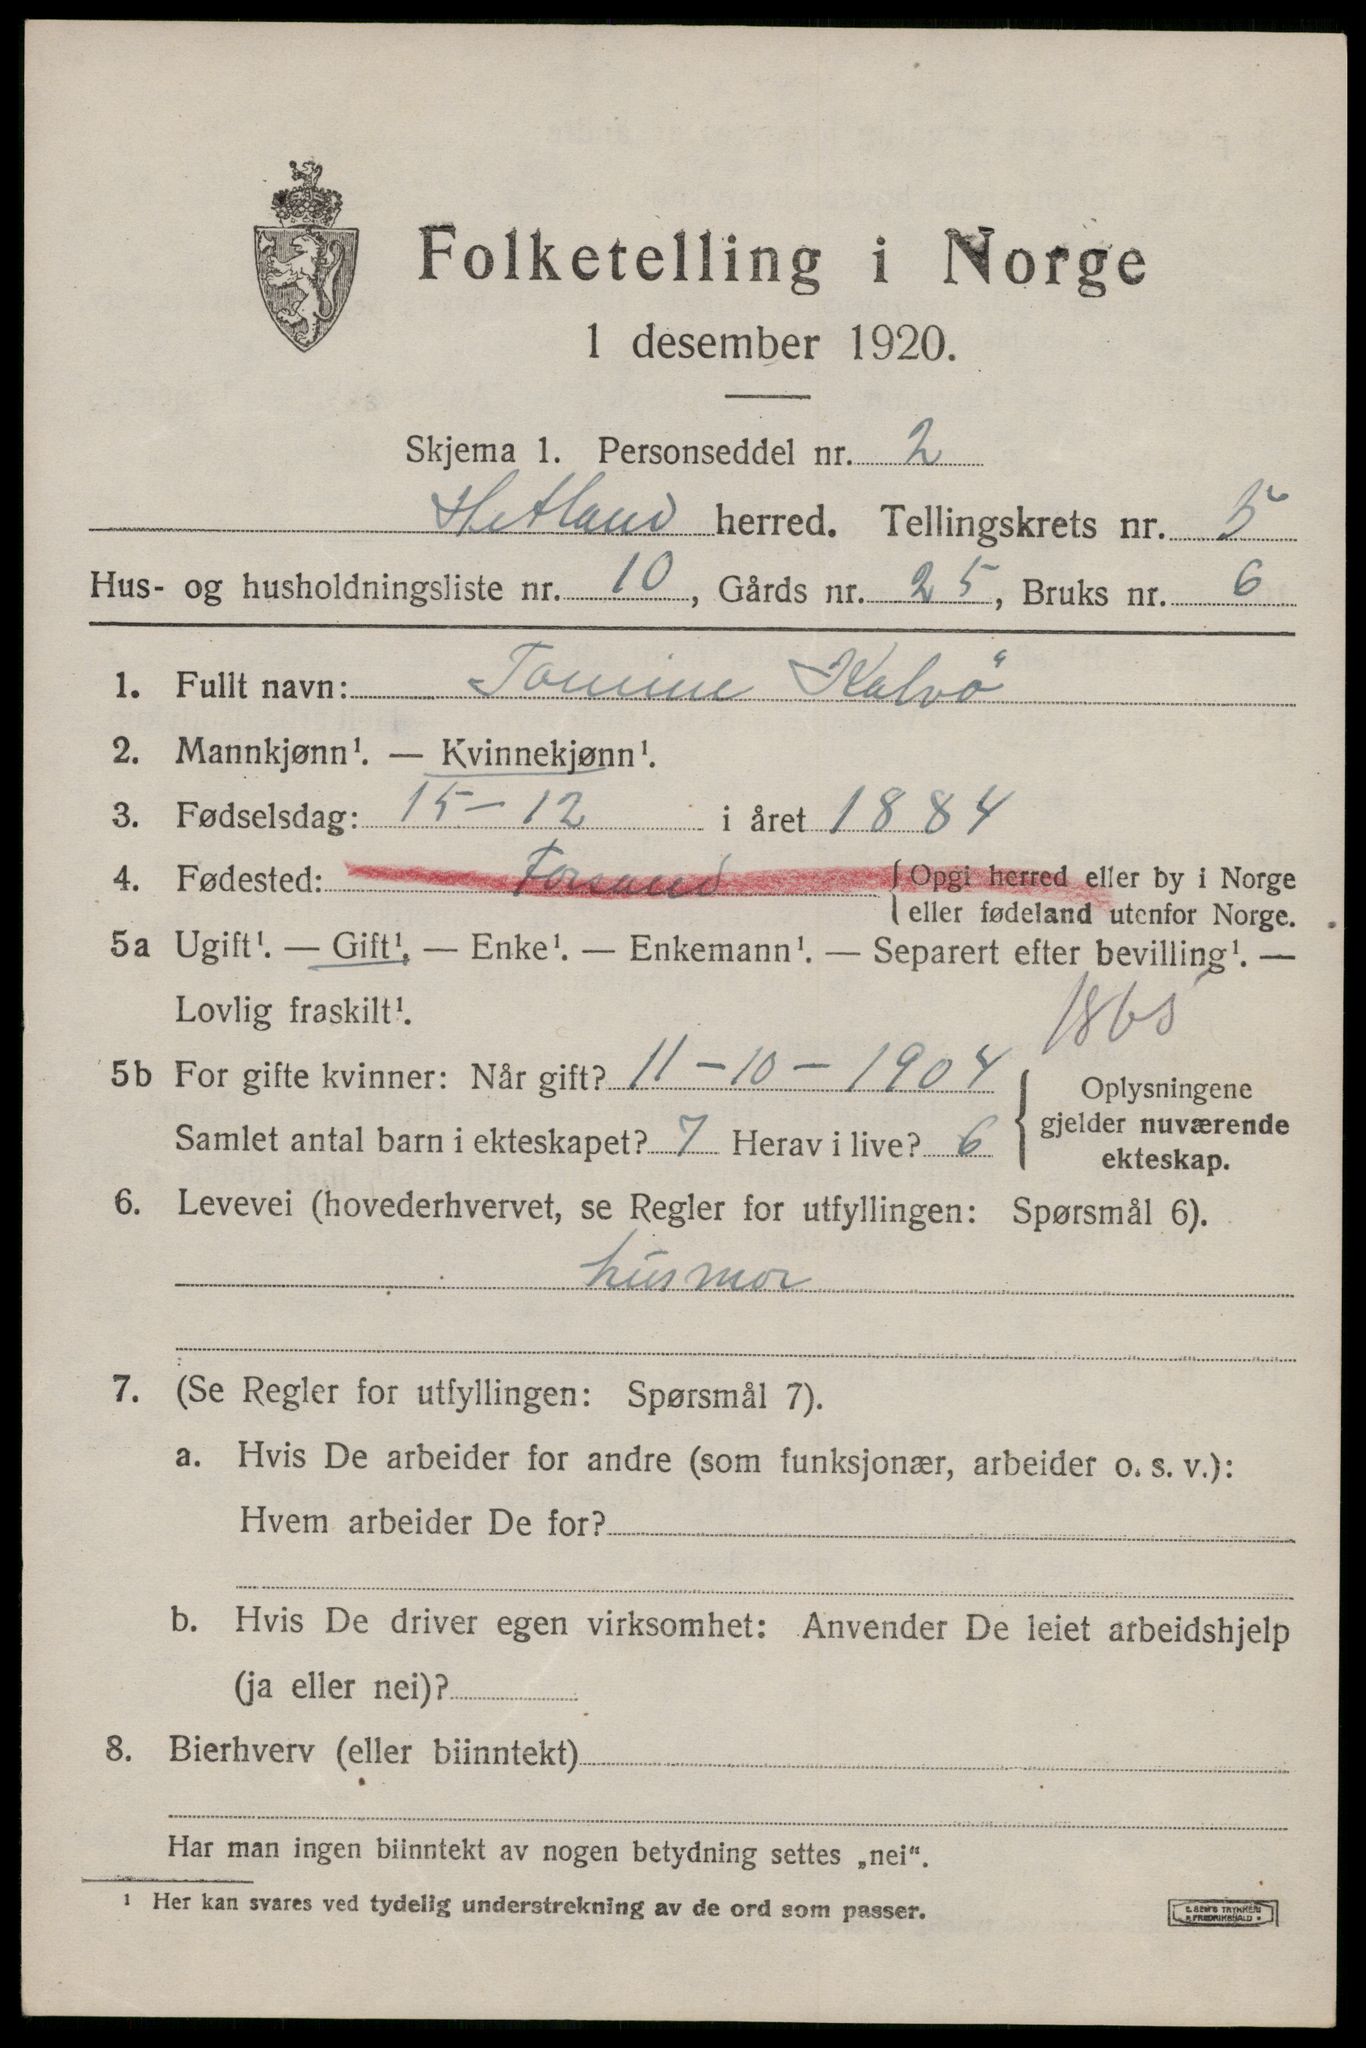 Folketelling i Norge
1 desember 1920.
Skjema 1. Personseddel nr. 2
Hetland herred. Tellingskrets nr. 5
Hus- og husholdningsliste nr. 10, Gårds nr. 25, Bruks nr. 6
1. Fullt navn: Tomine Kalvö
2. Mannkjønn¹. — Kvinnekjønn¹.
3. Fødselsdag: 15-12 i året 1884
4. Fødested: Forsand { Opgi herred eller by i Norge
eller fødeland utenfor Norge.
5a Ugift¹. — Gift¹. — Enke¹. — Enkemann¹. — Separert efter bevilling¹. —
Lovlig fraskilt¹.
1865
5b For gifte kvinner: Når gift? 11-10-1904
Samlet antal barn i ekteskapet? 7 Herav i live? 6
Oplysningene
gjelder nuværende
ekteskap.
6. Levevei (hovederhvervet, se Regler for utfyllingen: Spørsmål 6).
husmor
7. (Se Regler for utfyllingen: Spørsmål 7).
a. Hvis De arbeider for andre (som funksjonær, arbeider o. s. v.):
Hvem arbeider De for?
b. Hvis De driver egen virksomhet: Anvender De leiet arbeidshjelp
(ja eller nei)?
8. Bierhverv (eller biinntekt)
Har man ingen biinntekt av nogen betydning settes „nei“.
¹ Her kan svares ved tydelig understrekning av de ord som passer.
E. SEM'S TRYKKERI
FREDRIKSHALD